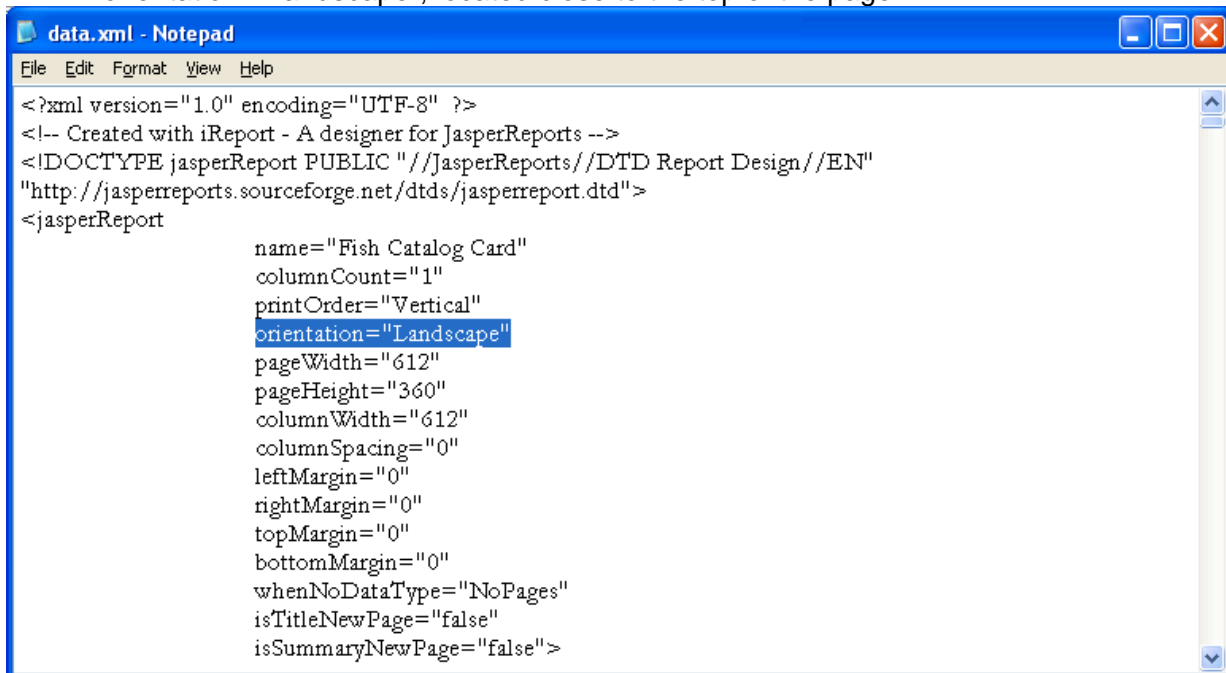 data.xml - Notepad
File Edit Format View Help
<?xml version="1.0" encoding="UTF-8" ?>
<!-- Created with iReport - A designer for JasperReports -->
<!DOCTYPE jasperReport PUBLIC "//JasperReports//DTD Report Design//EN"
"http://jasperreports.sourceforge.net/dtds/jasperreport.dtd">
<jasperReport
name="Fish Catalog Card"
columnCount="1"
printOrder="Vertical"
orientation="Landscape"
pageWidth="612"
pageHeight="360"
columnWidth="612"
columnSpacing="0"
leftMargin="0"
rightMargin="0"
topMargin="0"
bottomMargin="0"
whenNoDataType="NoPages"
isTitleNewPage="false"
isSummaryNewPage="false">